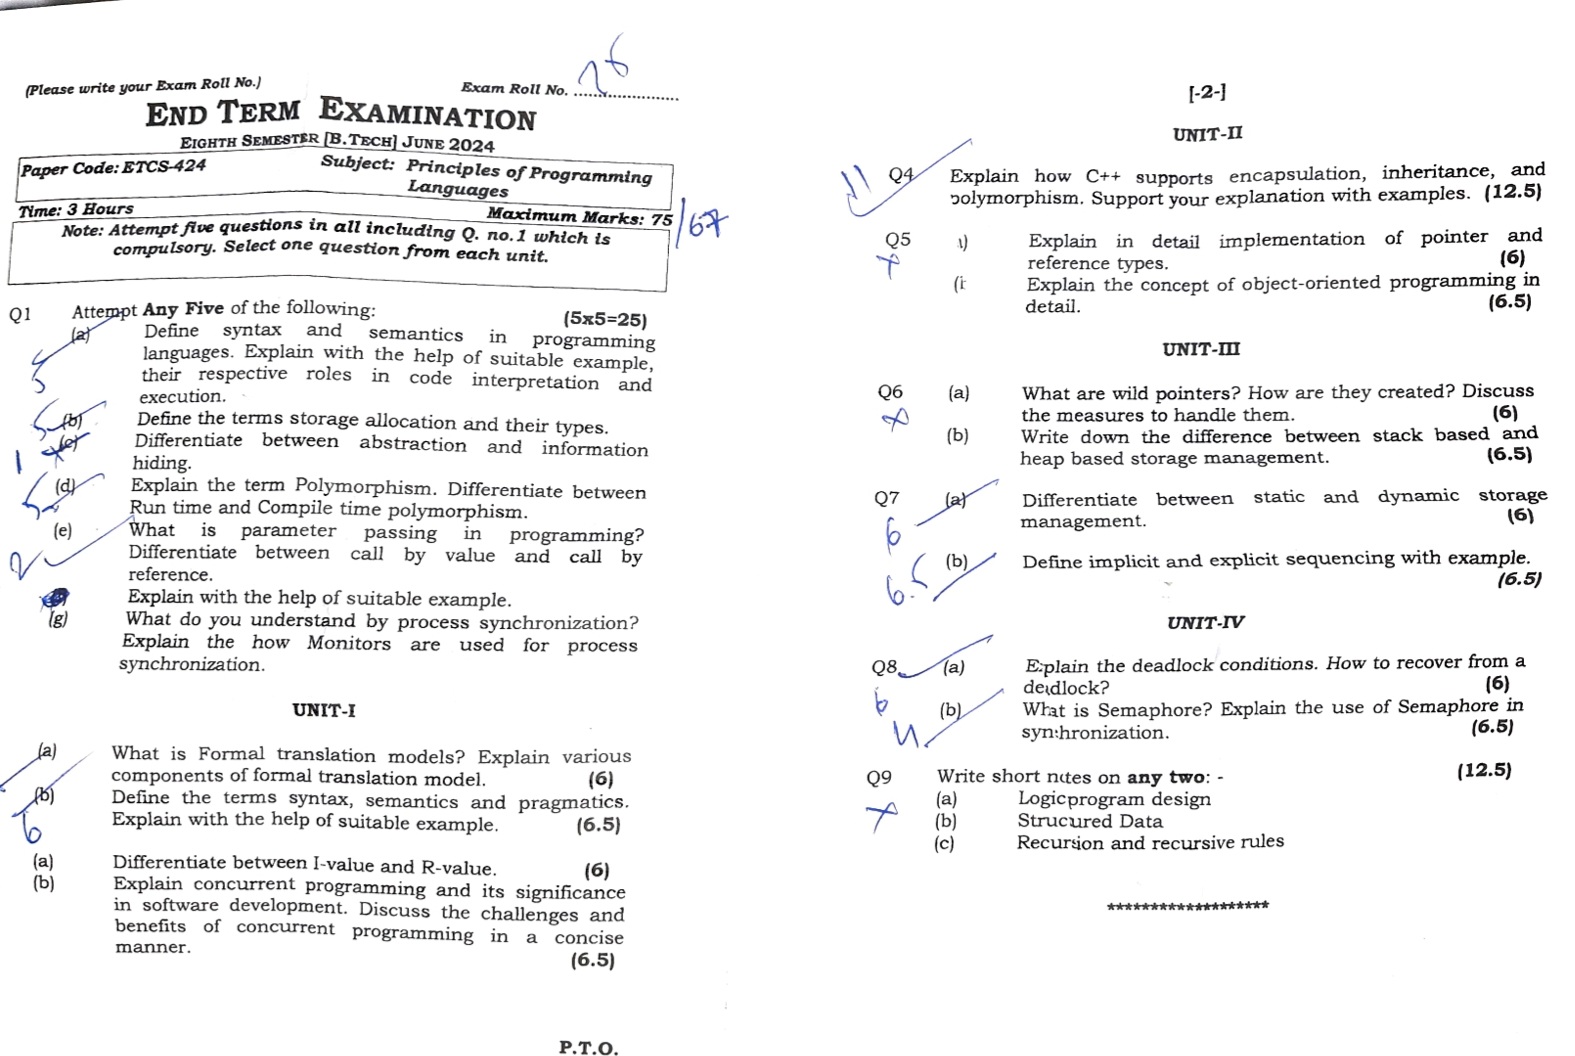 (Please write your Exam Roll No.)
Exam Roll No. ......................
END TERM EXAMINATION
EIGHTH SEMESTER [B.TECH] JUNE 2024
Paper Code: ETCS-424
Subject: Principles of Programming
Languages
Time: 3 Hours
Maximum Marks: 75
/67
Note: Attempt five questions in all including Q. no.1 which is
compulsory. Select one question from each unit.
Q1 Attempt Any Five of the following: (5x5=25)
(a) Define syntax and semantics in programming
languages. Explain with the help of suitable example,
their respective roles in code interpretation and
execution.
5
5 (b) Define the terms storage allocation and their types.
1 (c) Differentiate between abstraction and information
hiding.
5 (d) Explain the term Polymorphism. Differentiate between
Run time and Compile time polymorphism.
(e) What is parameter passing in programming?
Differentiate between call by value and call by
reference.
2
Explain with the help of suitable example.
(g) What do you understand by process synchronization?
Explain the how Monitors are used for process
synchronization.
UNIT-I
(a) What is Formal translation models? Explain various
components of formal translation model. (6)
(b) Define the terms syntax, semantics and pragmatics.
Explain with the help of suitable example. (6.5)
6
(a) Differentiate between I-value and R-value. (6)
(b) Explain concurrent programming and its significance
in software development. Discuss the challenges and
benefits of concurrent programming in a concise
manner. (6.5)
P.T.O.
[-2-]
UNIT-II
11 Q4 Explain how C++ supports encapsulation, inheritance, and
polymorphism. Support your explanation with examples. (12.5)
Q5 i) Explain in detail implementation of pointer and
reference types. (6)
(i Explain the concept of object-oriented programming in
detail. (6.5)
UNIT-III
Q6 (a) What are wild pointers? How are they created? Discuss
the measures to handle them. (6)
(b) Write down the difference between stack based and
heap based storage management. (6.5)
Q7 (a) Differentiate between static and dynamic storage
management. (6)
6
(b) Define implicit and explicit sequencing with example.
6.5 (6.5)
UNIT-IV
Q8 (a) Explain the deadlock conditions. How to recover from a
deadlock? (6)
6 (b) What is Semaphore? Explain the use of Semaphore in
synchronization. (6.5)
Q9 Write short notes on any two: - (12.5)
(a) Logic program design
(b) Strucured Data
(c) Recursion and recursive rules
*******************